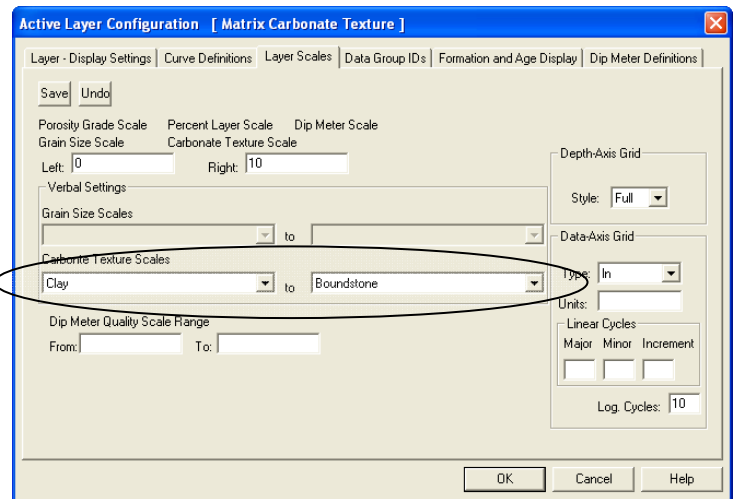 Active Layer Configuration [ Matrix Carbonate Texture ]
Layer - Display Settings Curve Definitions Layer Scales Data Group IDs Formation and Age Display Dip Meter Definitions
Save Undo
Porosity Grade Scale Percent Layer Scale Dip Meter Scale
Grain Size Scale Carbonate Texture Scale
Left: 0 Right: 10
Verbal Settings
Grain Size Scales
to
Carbonte Texture Scales
Clay to Boundstone
Dip Meter Quality Scale Range
From: To:
Depth-Axis Grid
Style: Full
Data-Axis Grid
Type: ln
Units:
Linear Cycles
Major Minor Increment
Log. Cycles: 10
OK Cancel Help